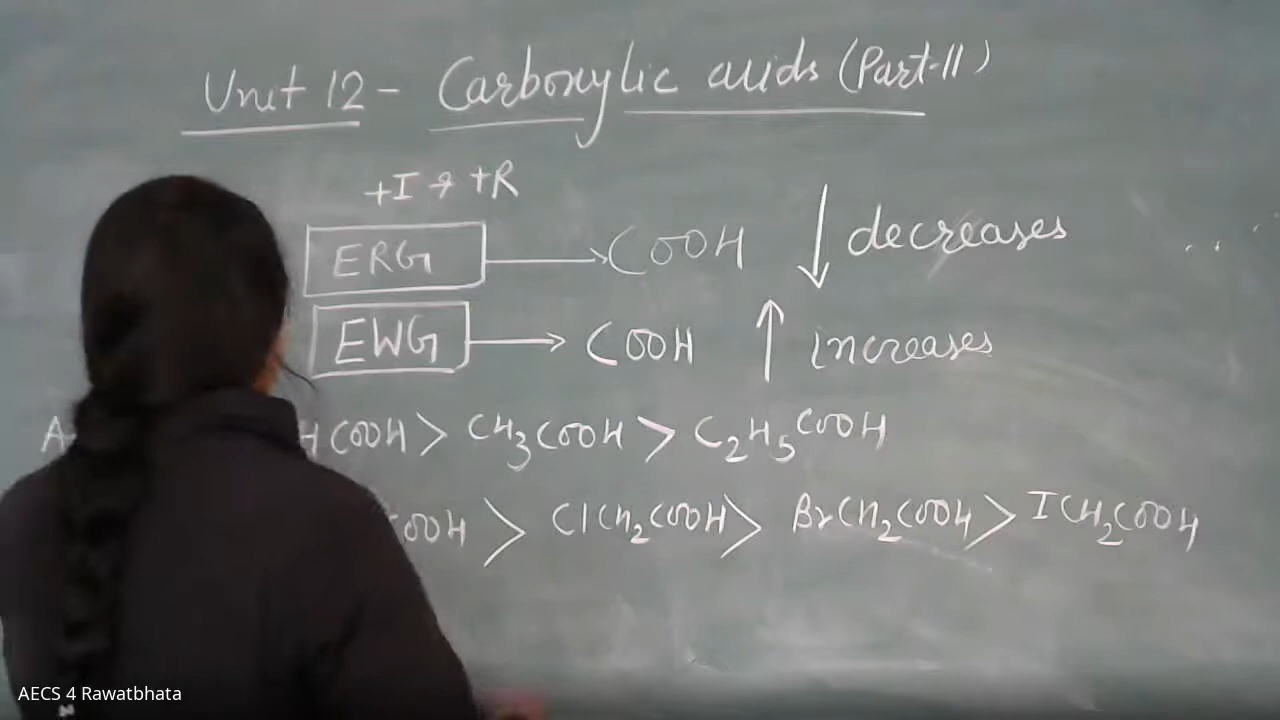 Unit 12 - Carboxylic acids (Part-II)
+I → +R
ERG → COOH ↓ decreases
EWG → COOH ↑ increases
HCOOH > CH₃COOH > C₂H₅COOH
COOH > ClCH₂COOH > BrCH₂COOH > ICH₂COOH
AECS 4 Rawatbhata